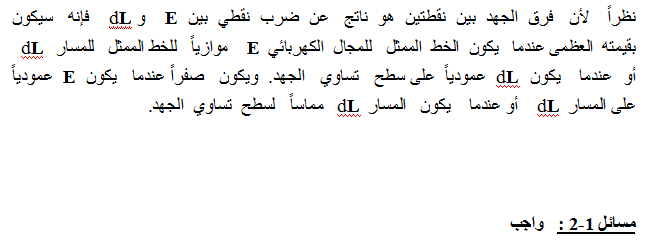 نظراً لأن فرق الجهد بين نقطتين هو ناتج عن ضرب نقطي بين E و dL فإنه سيكون
بقيمته العظمى عندما يكون الخط الممثل للمجال الكهربائي E موازياً للخط الممثل للمسار dL
أو عندما يكون dL عمودياً على سطح تساوي الجهد. ويكون صفراً عندما يكون E عمودياً
على المسار dL أو عندما يكون المسار dL مماساً لسطح تساوي الجهد.
مسائل 1-2 : واجب